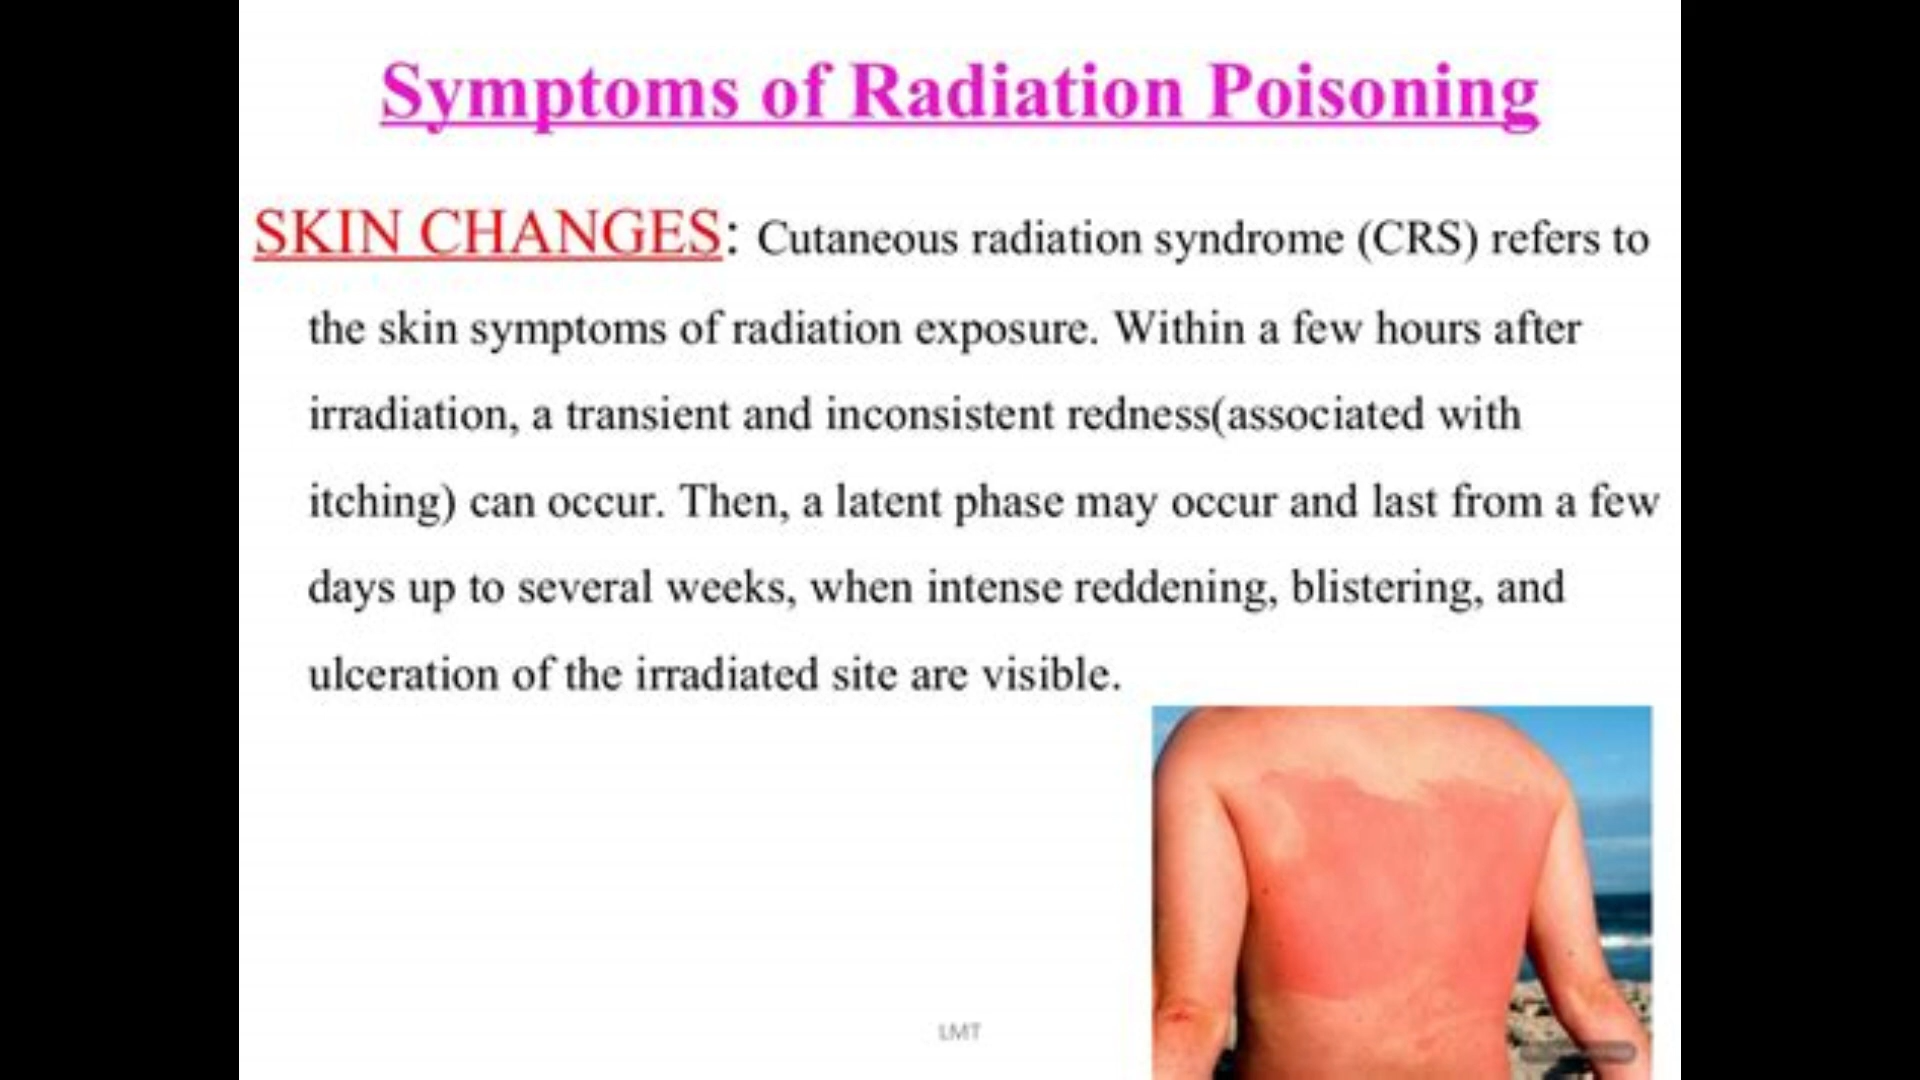 Symptoms of Radiation Poisoning
SKIN CHANGES: Cutaneous radiation syndrome (CRS) refers to
the skin symptoms of radiation exposure. Within a few hours after
irradiation, a transient and inconsistent redness(associated with
itching) can occur. Then, a latent phase may occur and last from a few
days up to several weeks, when intense reddening, blistering, and
ulceration of the irradiated site are visible.
LMT